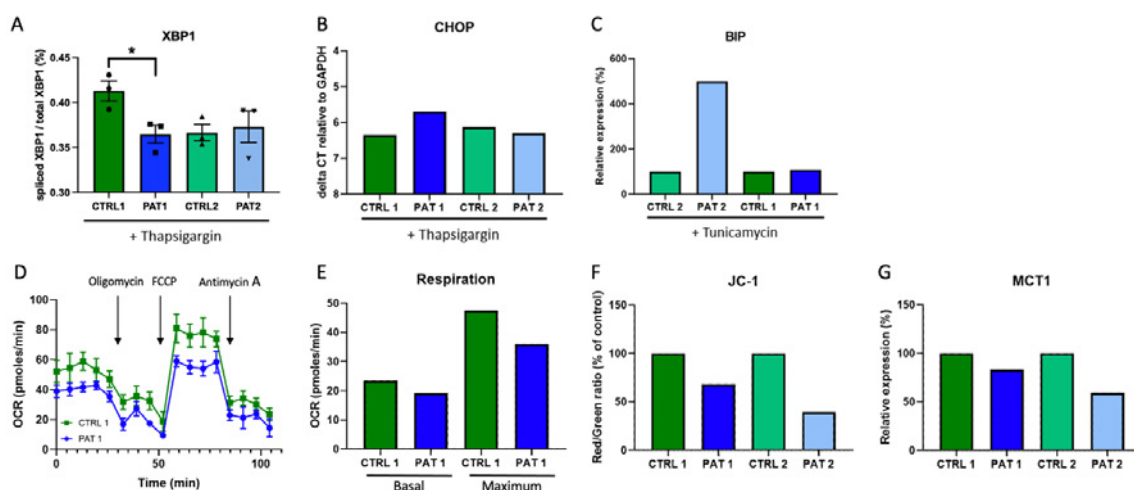 A
XBP1
spliced XBP1 / total XBP1 (%)
0.45
0.40
0.35
0.30
*
CTRL1 PAT1 CTRL2 PAT2
+ Thapsigargin
B
CHOP
delta CT relative to GAPDH
4
5
6
7
8
CTRL 1 PAT 1 CTRL 2 PAT 2
+ Thapsigargin
C
BIP
Relative expression (%)
600
400
200
0
CTRL 2 PAT 2 CTRL 1 PAT 1
+ Tunicamycin
D
Oligomycin FCCP Antimycin A
OCR (pmoles/min)
100
80
60
40
20
0
CTRL 1
PAT 1
0 50 100
Time (min)
E
Respiration
OCR (pmoles/min)
50
40
30
20
10
0
CTRL 1 PAT 1 CTRL 1 PAT 1
Basal Maximum
F
JC-1
Red/Green ratio (% of control)
150
100
50
0
CTRL 1 PAT 1 CTRL 2 PAT 2
G
MCT1
Relative expression (%)
150
100
50
0
CTRL 1 PAT 1 CTRL 2 PAT 2